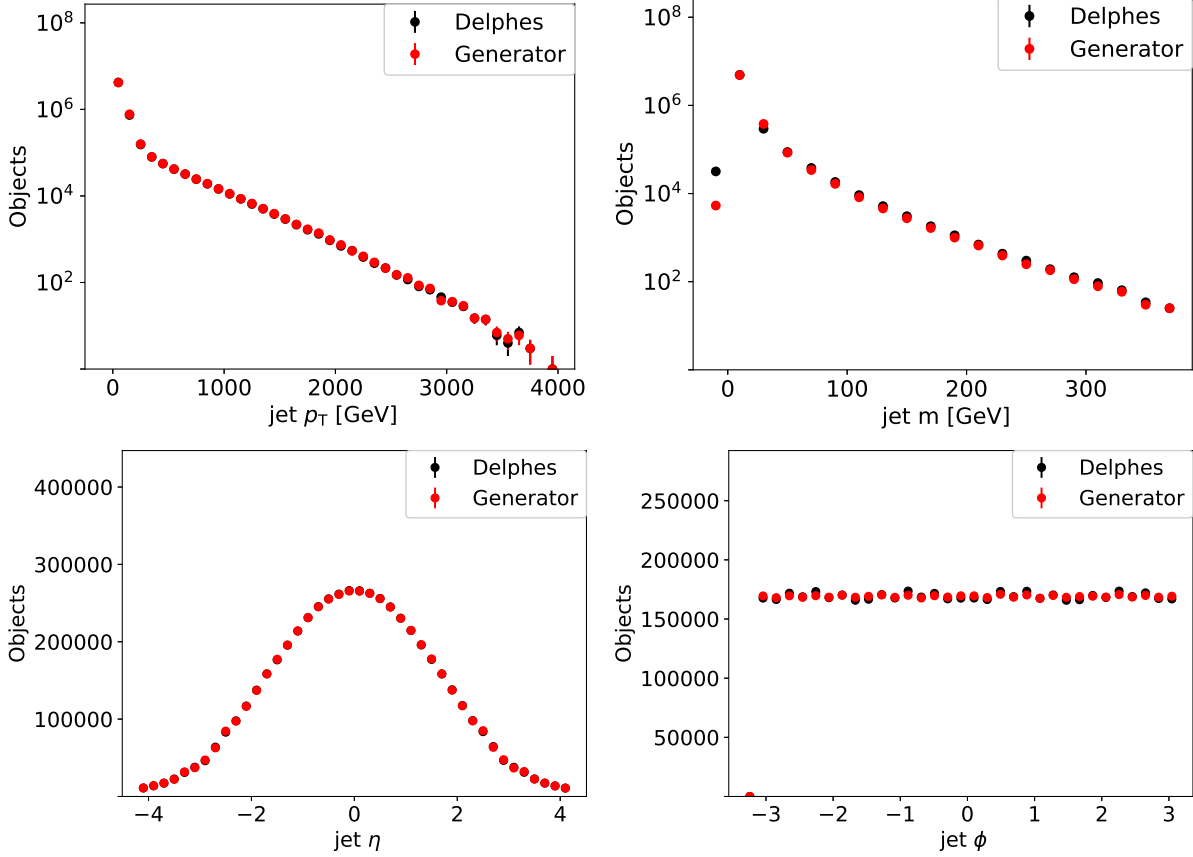 Delphes
Generator
Objects
10^8
10^6
10^4
10^2
0
1000
2000
3000
4000
jet p_T [GeV]
Delphes
Generator
Objects
10^8
10^6
10^4
10^2
0
100
200
300
jet m [GeV]
Delphes
Generator
Objects
400000
300000
200000
100000
−4
−2
0
2
4
jet η
Delphes
Generator
Objects
250000
200000
150000
100000
50000
−3
−2
−1
0
1
2
3
jet ϕ